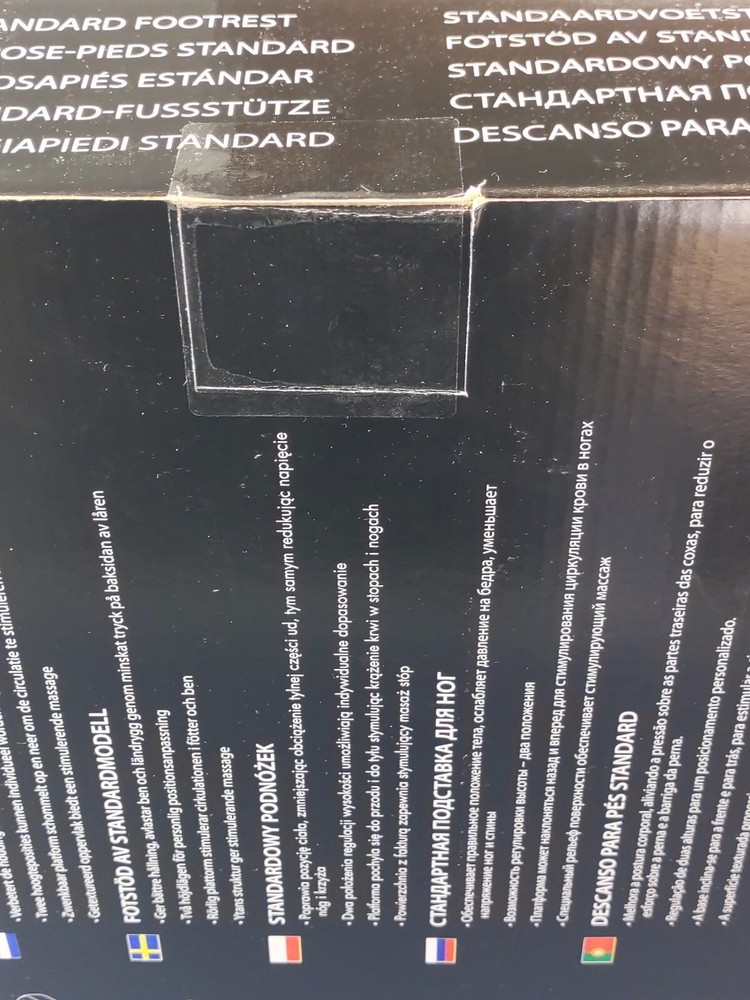 ANDARD FOOTREST
OSE-PIEDS STANDARD
OSAPIÉS ESTÁNDAR
DARD-FUSSSTÜTZE
IAPIEDI STANDARD
STANDAARDVOETST
FOTSTÖD AV STAND
STANDARDOWY PO
СТАНДАРТНАЯ П
DESCANSO PARA
• Twee hoogteposities kunnen individueel
• Zwenkbaar platform schommelt op en neer om de circulatie te stimuleren
• Getextureerd oppervlak biedt een stimulerende massage
FOTSTÖD AV STANDARDMODELL
• Ger bättre hållning, avlastar ben och ländrygg genom minskat tryck på baksidan av låren
• Två höjdlägen för personlig positionsanpassning
• Rörlig plattform stimulerar cirkulationen i fötter och ben
• Ytans struktur ger stimulerande massage
STANDARDOWY PODNÓŻEK
• Poprawia pozycję ciała, zmniejszając obciążenie tylnej części ud, tym samym redukując napięcie
nóg i krzyża
• Dwa położenia regulacji wysokości umożliwiają indywidualne dopasowanie
• Platforma pochyla się do przodu i do tyłu stymulując krążenie krwi w stopach i nogach
• Powierzchnia z fakturą zapewnia stymulujący masaż stóp
СТАНДАРТНАЯ ПОДСТАВКА ДЛЯ НОГ
• Обеспечивает правильное положение тела, ослабляет давление на бедра, уменьшает
напряжение ног и спины
• Возможность регулировки высоты - два положения
• Платформа может наклоняться назад и вперед для стимулирования циркуляции крови в ногах
• Специальный рельеф поверхности обеспечивает стимулирующий массаж
DESCANSO PARA PÉS STANDARD
• Melhora a postura corporal, aliviando a pressão sobre as partes traseiras das coxas, para reduzir o
esforço sobre a perna e a barriga da perna.
• Regulação de duas alturas para um posicionamento personalizado.
• A base inclina-se para a frente e para trás, para estimular
• A superfície texturada